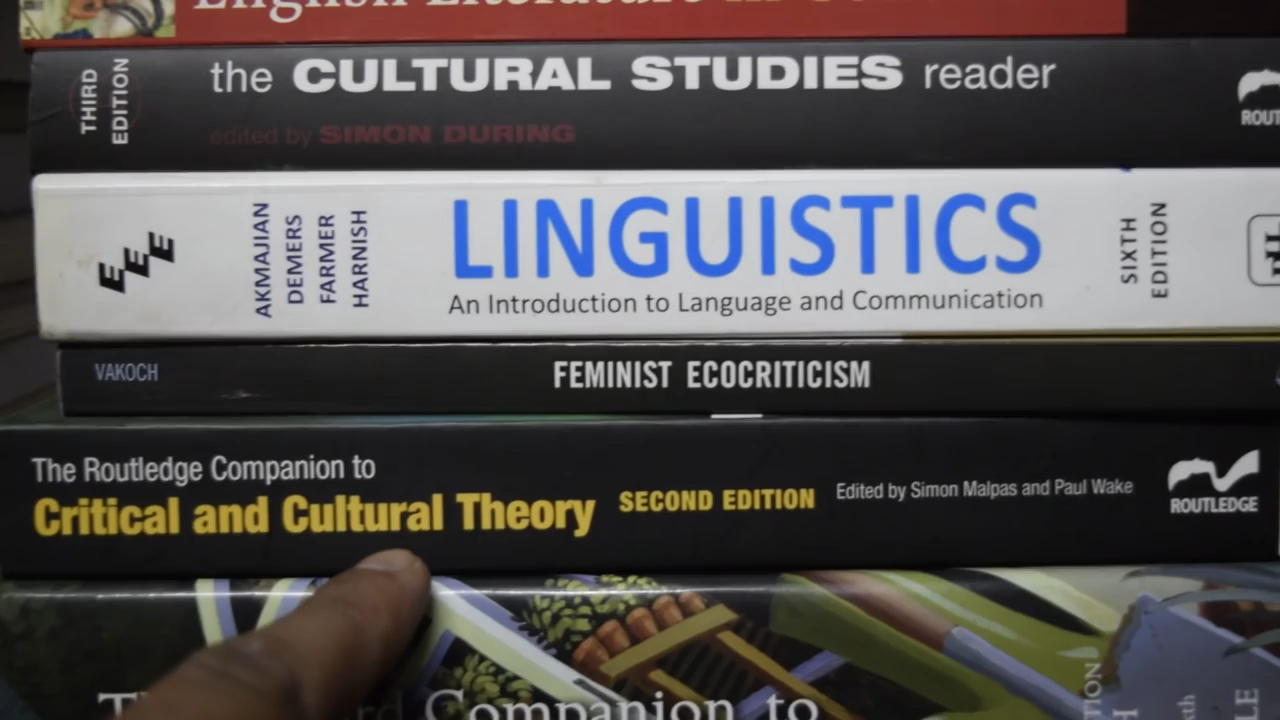 English Literature in
THIRD
EDITION
the CULTURAL STUDIES reader
edited by SIMON DURING
EEE
AKMAJIAN
DEMERS
FARMER
HARNISH
LINGUISTICS
An Introduction to Language and Communication
SIXTH
EDITION
VAKOCH
FEMINIST ECOCRITICISM
The Routledge Companion to
Critical and Cultural Theory SECOND EDITION
Edited by Simon Malpas and Paul Wake
ROUTLEDGE
Companion to